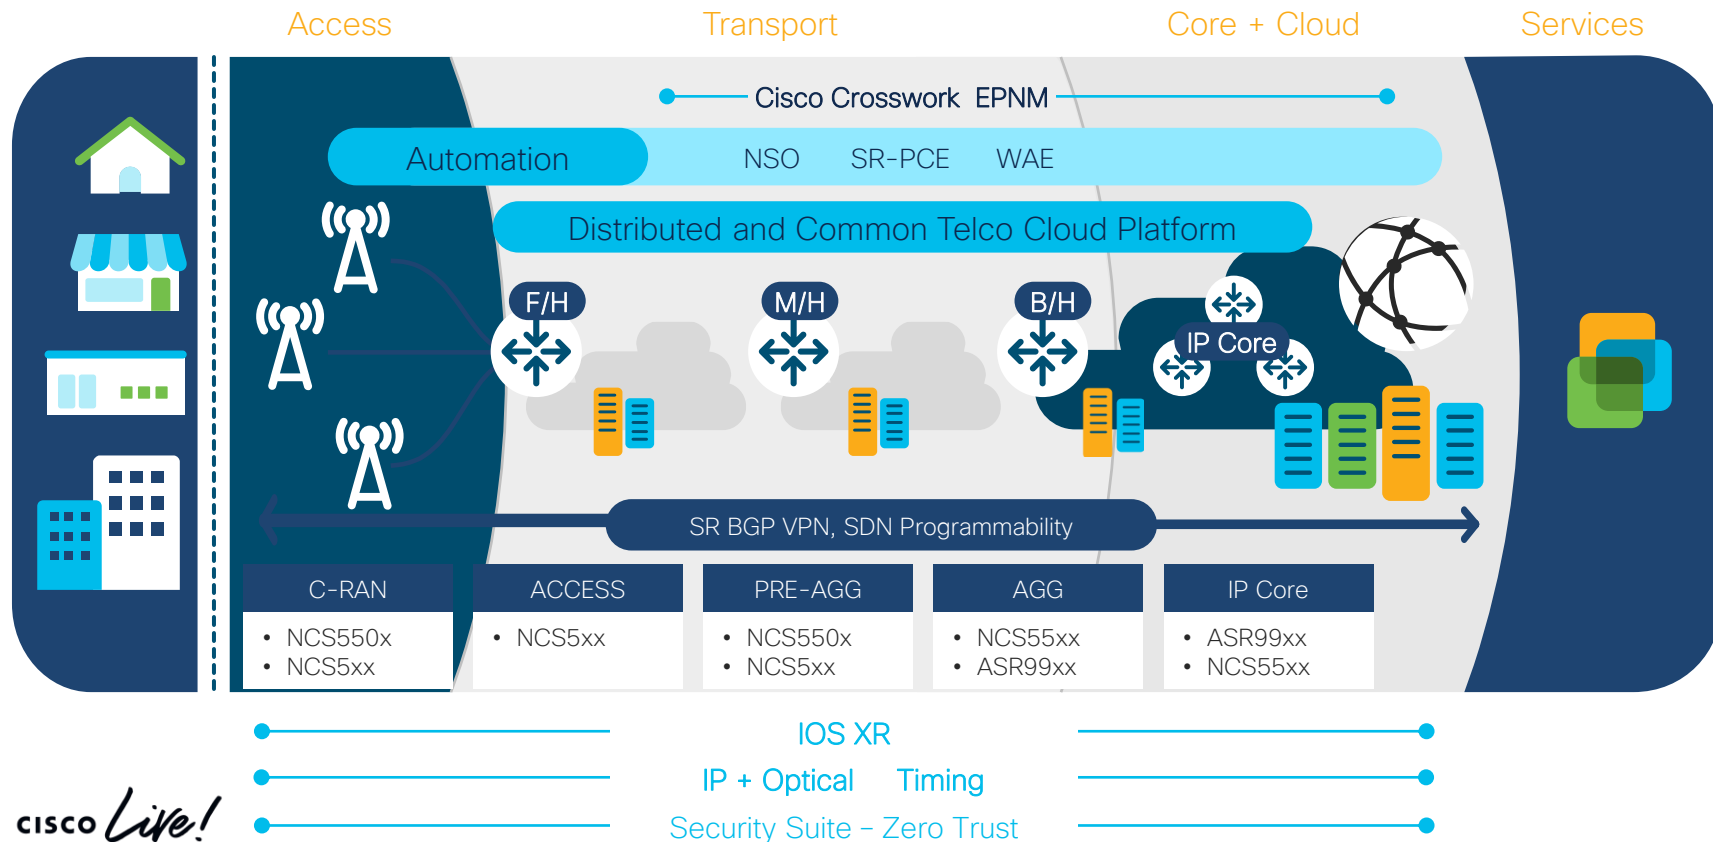 Access
Transport
Core + Cloud
Services
Cisco Crosswork EPNM
Automation
NSO SR-PCE WAE
Distributed and Common Telco Cloud Platform
F/H
M/H
B/H
IP Core
SR BGP VPN, SDN Programmability
C-RAN
• NCS550x
• NCS5xx
ACCESS
• NCS5xx
PRE-AGG
• NCS550x
• NCS5xx
AGG
• NCS55xx
• ASR99xx
IP Core
• ASR99xx
• NCS55xx
IOS XR
IP + Optical Timing
Security Suite – Zero Trust
CISCO Live!